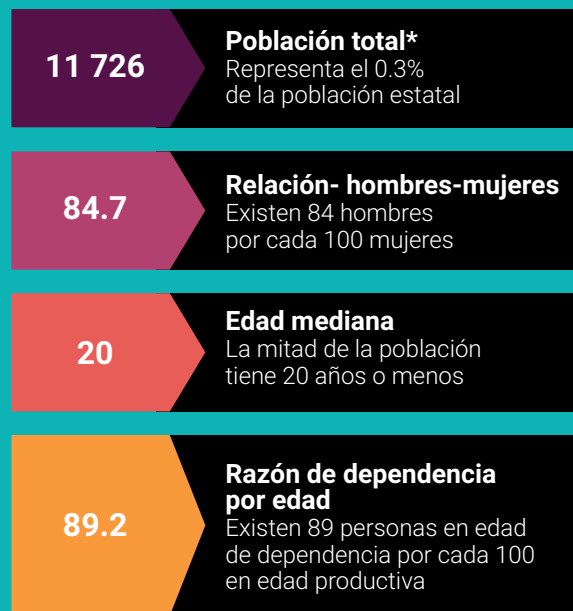 11 726
Población total*
Representa el 0.3%
de la población estatal
84.7
Relación- hombres-mujeres
Existen 84 hombres
por cada 100 mujeres
20
Edad mediana
La mitad de la población
tiene 20 años o menos
89.2
Razón de dependencia
por edad
Existen 89 personas en edad
de dependencia por cada 100
en edad productiva